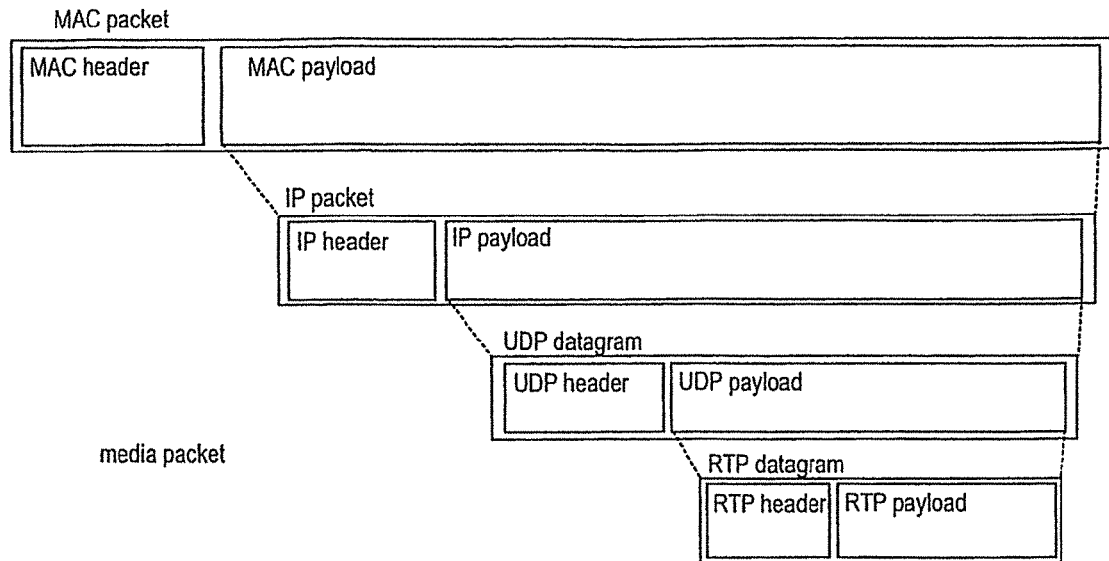 MAC packet
MAC header
MAC payload
IP packet
IP header
IP payload
UDP datagram
UDP header
UDP payload
media packet
RTP datagram
RTP header
RTP payload